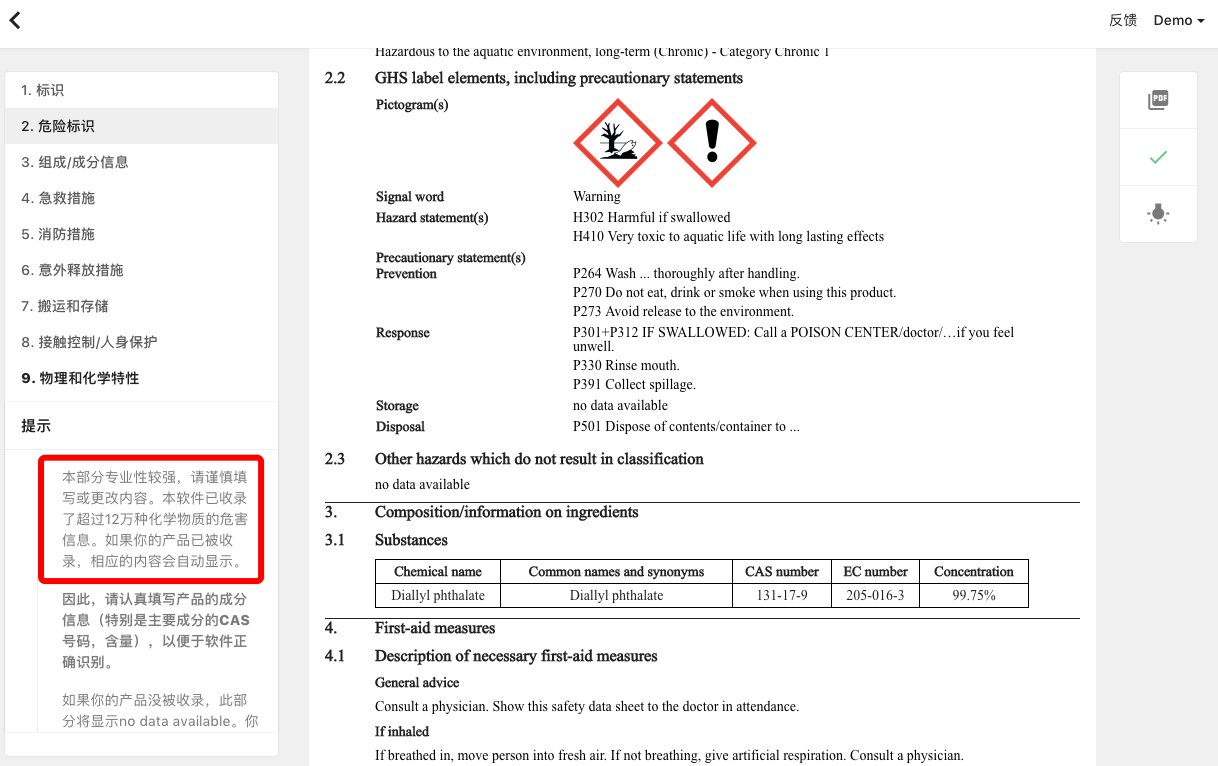 反馈 Demo
1. 标识
2. 危险标识
3. 组成/成分信息
4. 急救措施
5. 消防措施
6. 意外释放措施
7. 搬运和存储
8. 接触控制/人身保护
9. 物理和化学特性
提示
本部分专业性较强，请谨慎填
写或更改内容。本软件已收录
了超过12万种化学物质的危害
信息。如果你的产品已被收
录，相应的内容会自动显示。
因此，请认真填写产品的成分
信息（特别是主要成分的CAS
号码，含量），以便于软件正
确识别。
如果你的产品没被收录，此部
分将显示no data available。你
Hazardous to the aquatic environment, long-term (Chronic) - Category Chronic 1
2.2 GHS label elements, including precautionary statements
Pictogram(s)
Signal word Warning
Hazard statement(s) H302 Harmful if swallowed
H410 Very toxic to aquatic life with long lasting effects
Precautionary statement(s)
Prevention P264 Wash ... thoroughly after handling.
P270 Do not eat, drink or smoke when using this product.
P273 Avoid release to the environment.
Response P301+P312 IF SWALLOWED: Call a POISON CENTER/doctor/…if you feel
unwell.
P330 Rinse mouth.
P391 Collect spillage.
Storage no data available
Disposal P501 Dispose of contents/container to ...
2.3 Other hazards which do not result in classification
no data available
3. Composition/information on ingredients
3.1 Substances
Chemical name Common names and synonyms CAS number EC number Concentration
Diallyl phthalate Diallyl phthalate 131-17-9 205-016-3 99.75%
4. First-aid measures
4.1 Description of necessary first-aid measures
General advice
Consult a physician. Show this safety data sheet to the doctor in attendance.
If inhaled
If breathed in, move person into fresh air. If not breathing, give artificial respiration. Consult a physician.
PDF